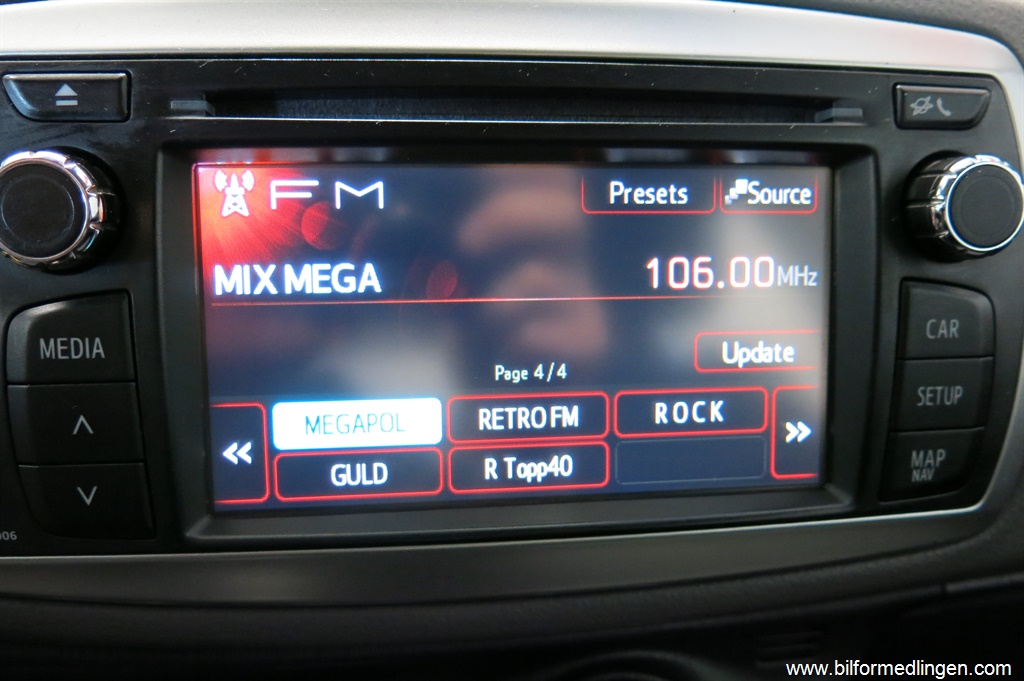 FM
Presets
Source
MIX MEGA
106.00MHz
Update
Page 4/4
MEGAPOL
RETRO FM
ROCK
GULD
R Topp40
MEDIA
CAR
SETUP
MAP
NAV
www.bilformedlingen.com